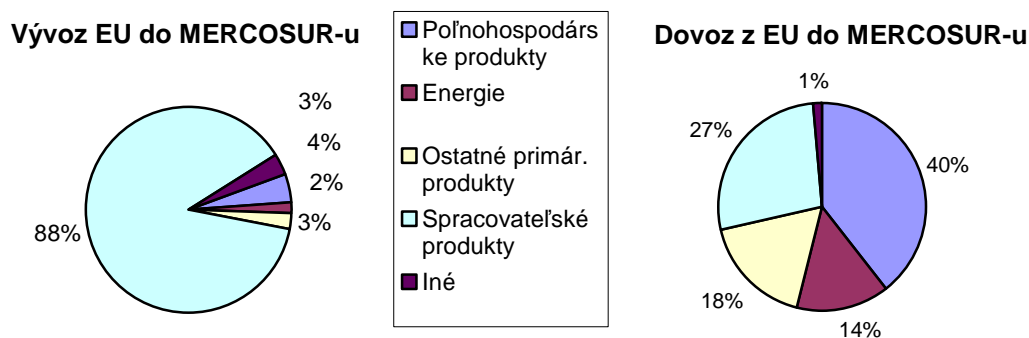 Vývoz EU do MERCOSUR-u
3%
4%
2%
3%
88%
Poľnohospodárs
ke produkty
Energie
Ostatné primár.
produkty
Spracovateľské
produkty
Iné
Dovoz z EU do MERCOSUR-u
1%
27%
40%
18%
14%